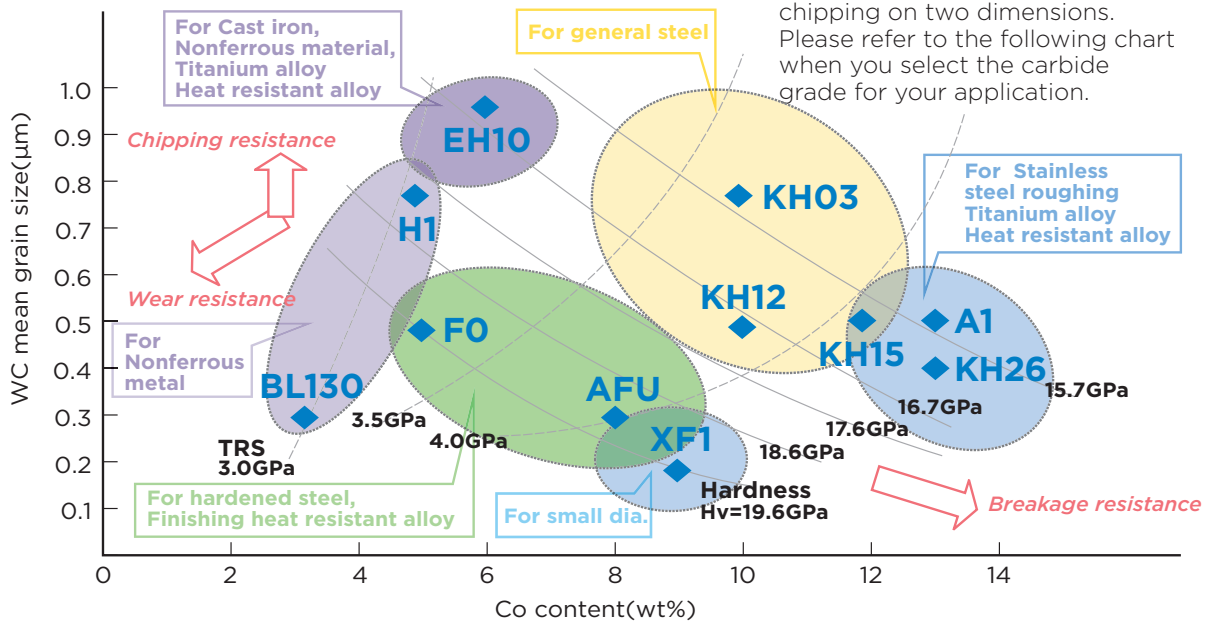 chipping on two dimensions.
Please refer to the following chart
when you select the carbide
grade for your application.
For Cast iron,
Nonferrous material,
Titanium alloy
Heat resistant alloy
For general steel
For Stainless
steel roughing
Titanium alloy
Heat resistant alloy
Chipping resistance
Wear resistance
For
Nonferrous
metal
For hardened steel,
Finishing heat resistant alloy
For small dia.
Breakage resistance
EH10
H1
KH03
KH12
KH15
A1
KH26
F0
AFU
XF1
BL130
TRS
3.0GPa
3.5GPa
4.0GPa
15.7GPa
16.7GPa
17.6GPa
18.6GPa
Hardness
Hv=19.6GPa
WC mean grain size(μm)
1.0
0.9
0.8
0.7
0.6
0.5
0.4
0.3
0.2
0.1
0 2 4 6 8 10 12 14
Co content(wt%)